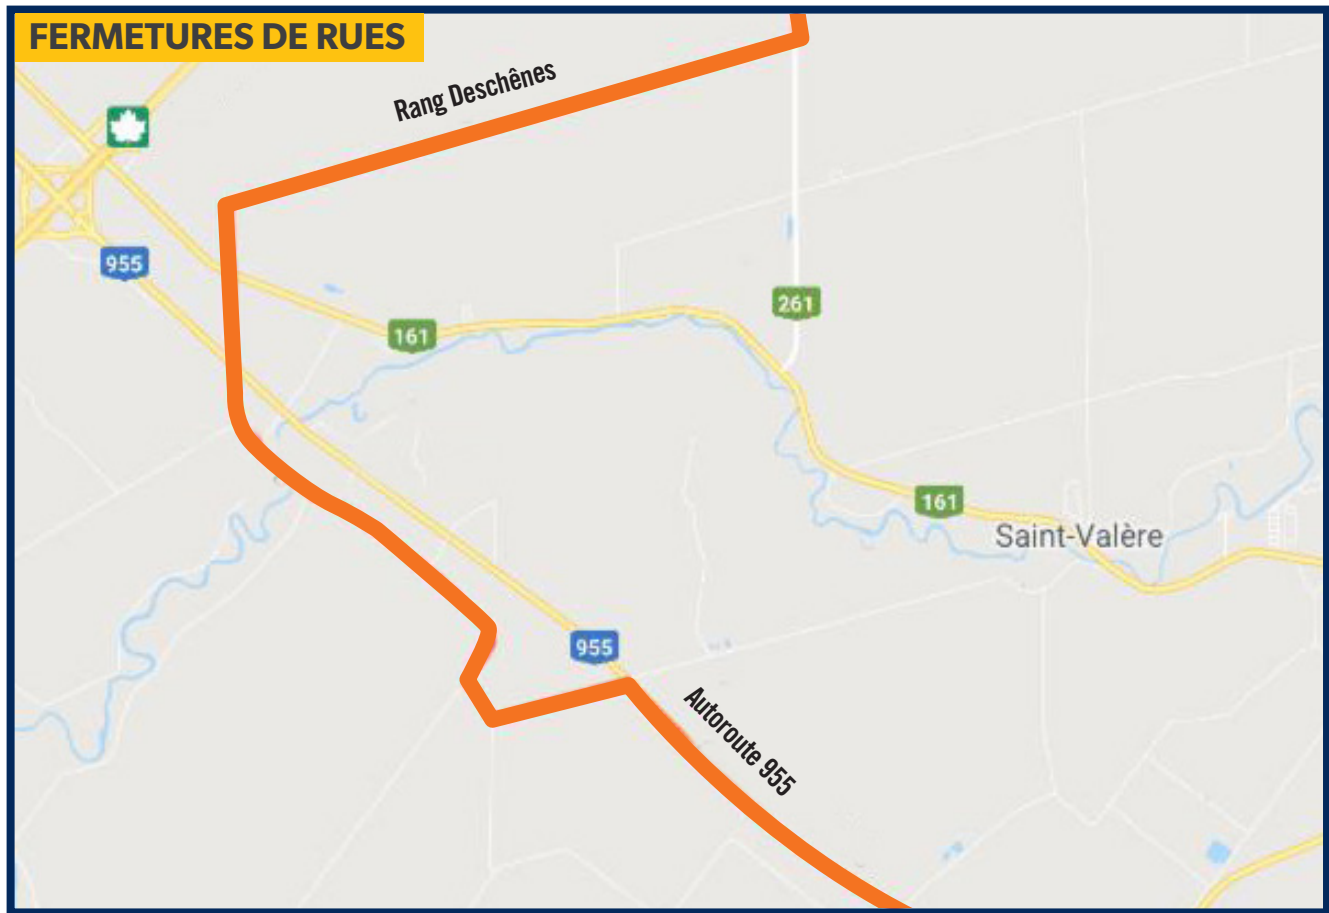 FERMETURES DE RUES
Rang Deschênes
955
261
161
161
Saint-Valère
955
Autoroute 955